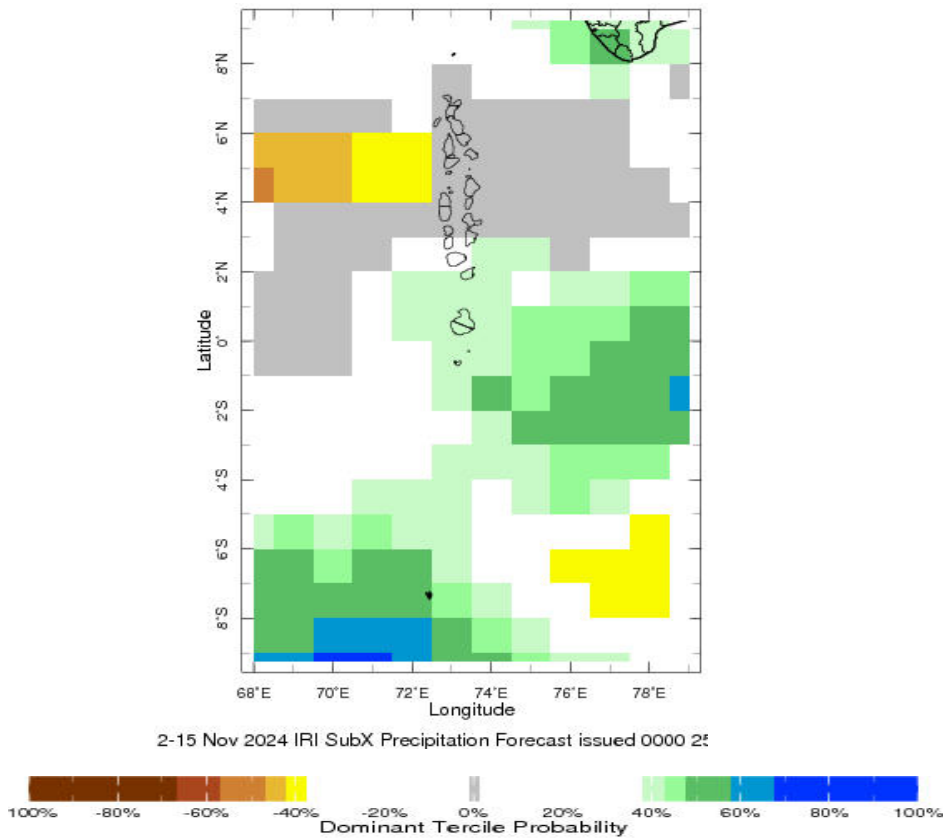 8°N
6°N
4°N
2°N
0°
2°S
4°S
6°S
8°S
Latitude
68°E 70°E 72°E 74°E 76°E 78°E
Longitude
2-15 Nov 2024 IRI SubX Precipitation Forecast issued 0000 25
100% -80% -60% -40% -20% 0% 20% 40% 60% 80% 100%
Dominant Tercile Probability